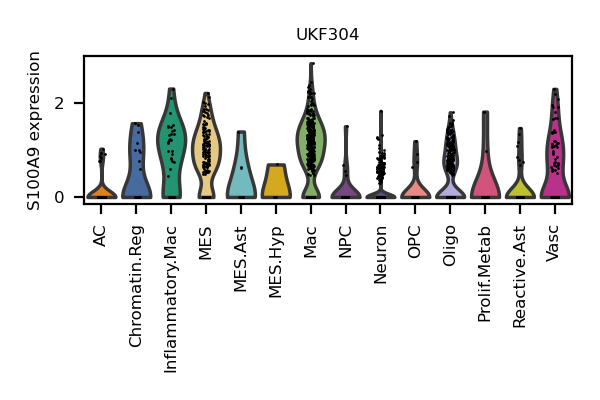 UKF304
S100A9 expression
2
0
AC
Chromatin.Reg
Inflammatory.Mac
MES
MES.Ast
MES.Hyp
Mac
NPC
Neuron
OPC
Oligo
Prolif.Metab
Reactive.Ast
Vasc